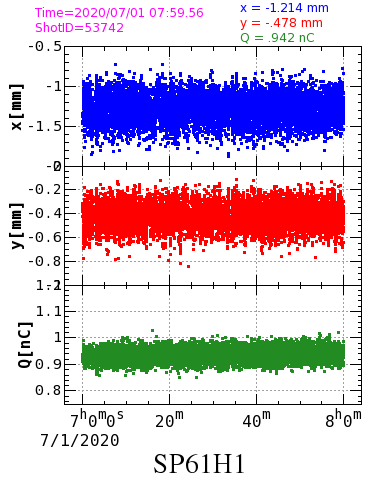 Time=2020/07/01 07:59.56
ShotID=53742
x = -1.214 mm
y = -.478 mm
Q = .942 nC
-0.5
-1
-1.5
x[mm]
-0.2
-0.4
-0.6
-0.8
y[mm]
1.1
1
0.9
0.8
Q[nC]
7h0m0s 20m 40m 8h0m
7/1/2020
SP61H1